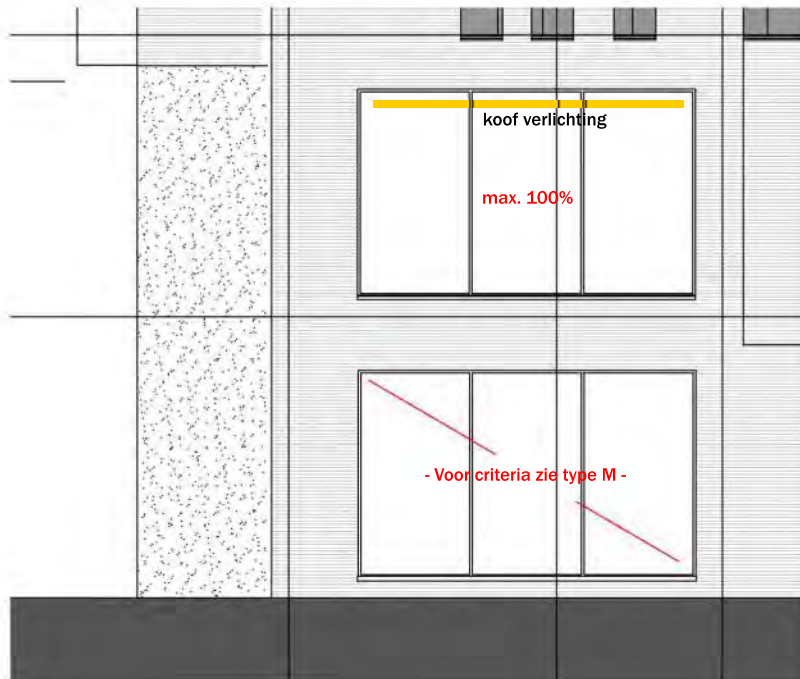 koof verlichting
max. 100%
- Voor criteria zie type M -